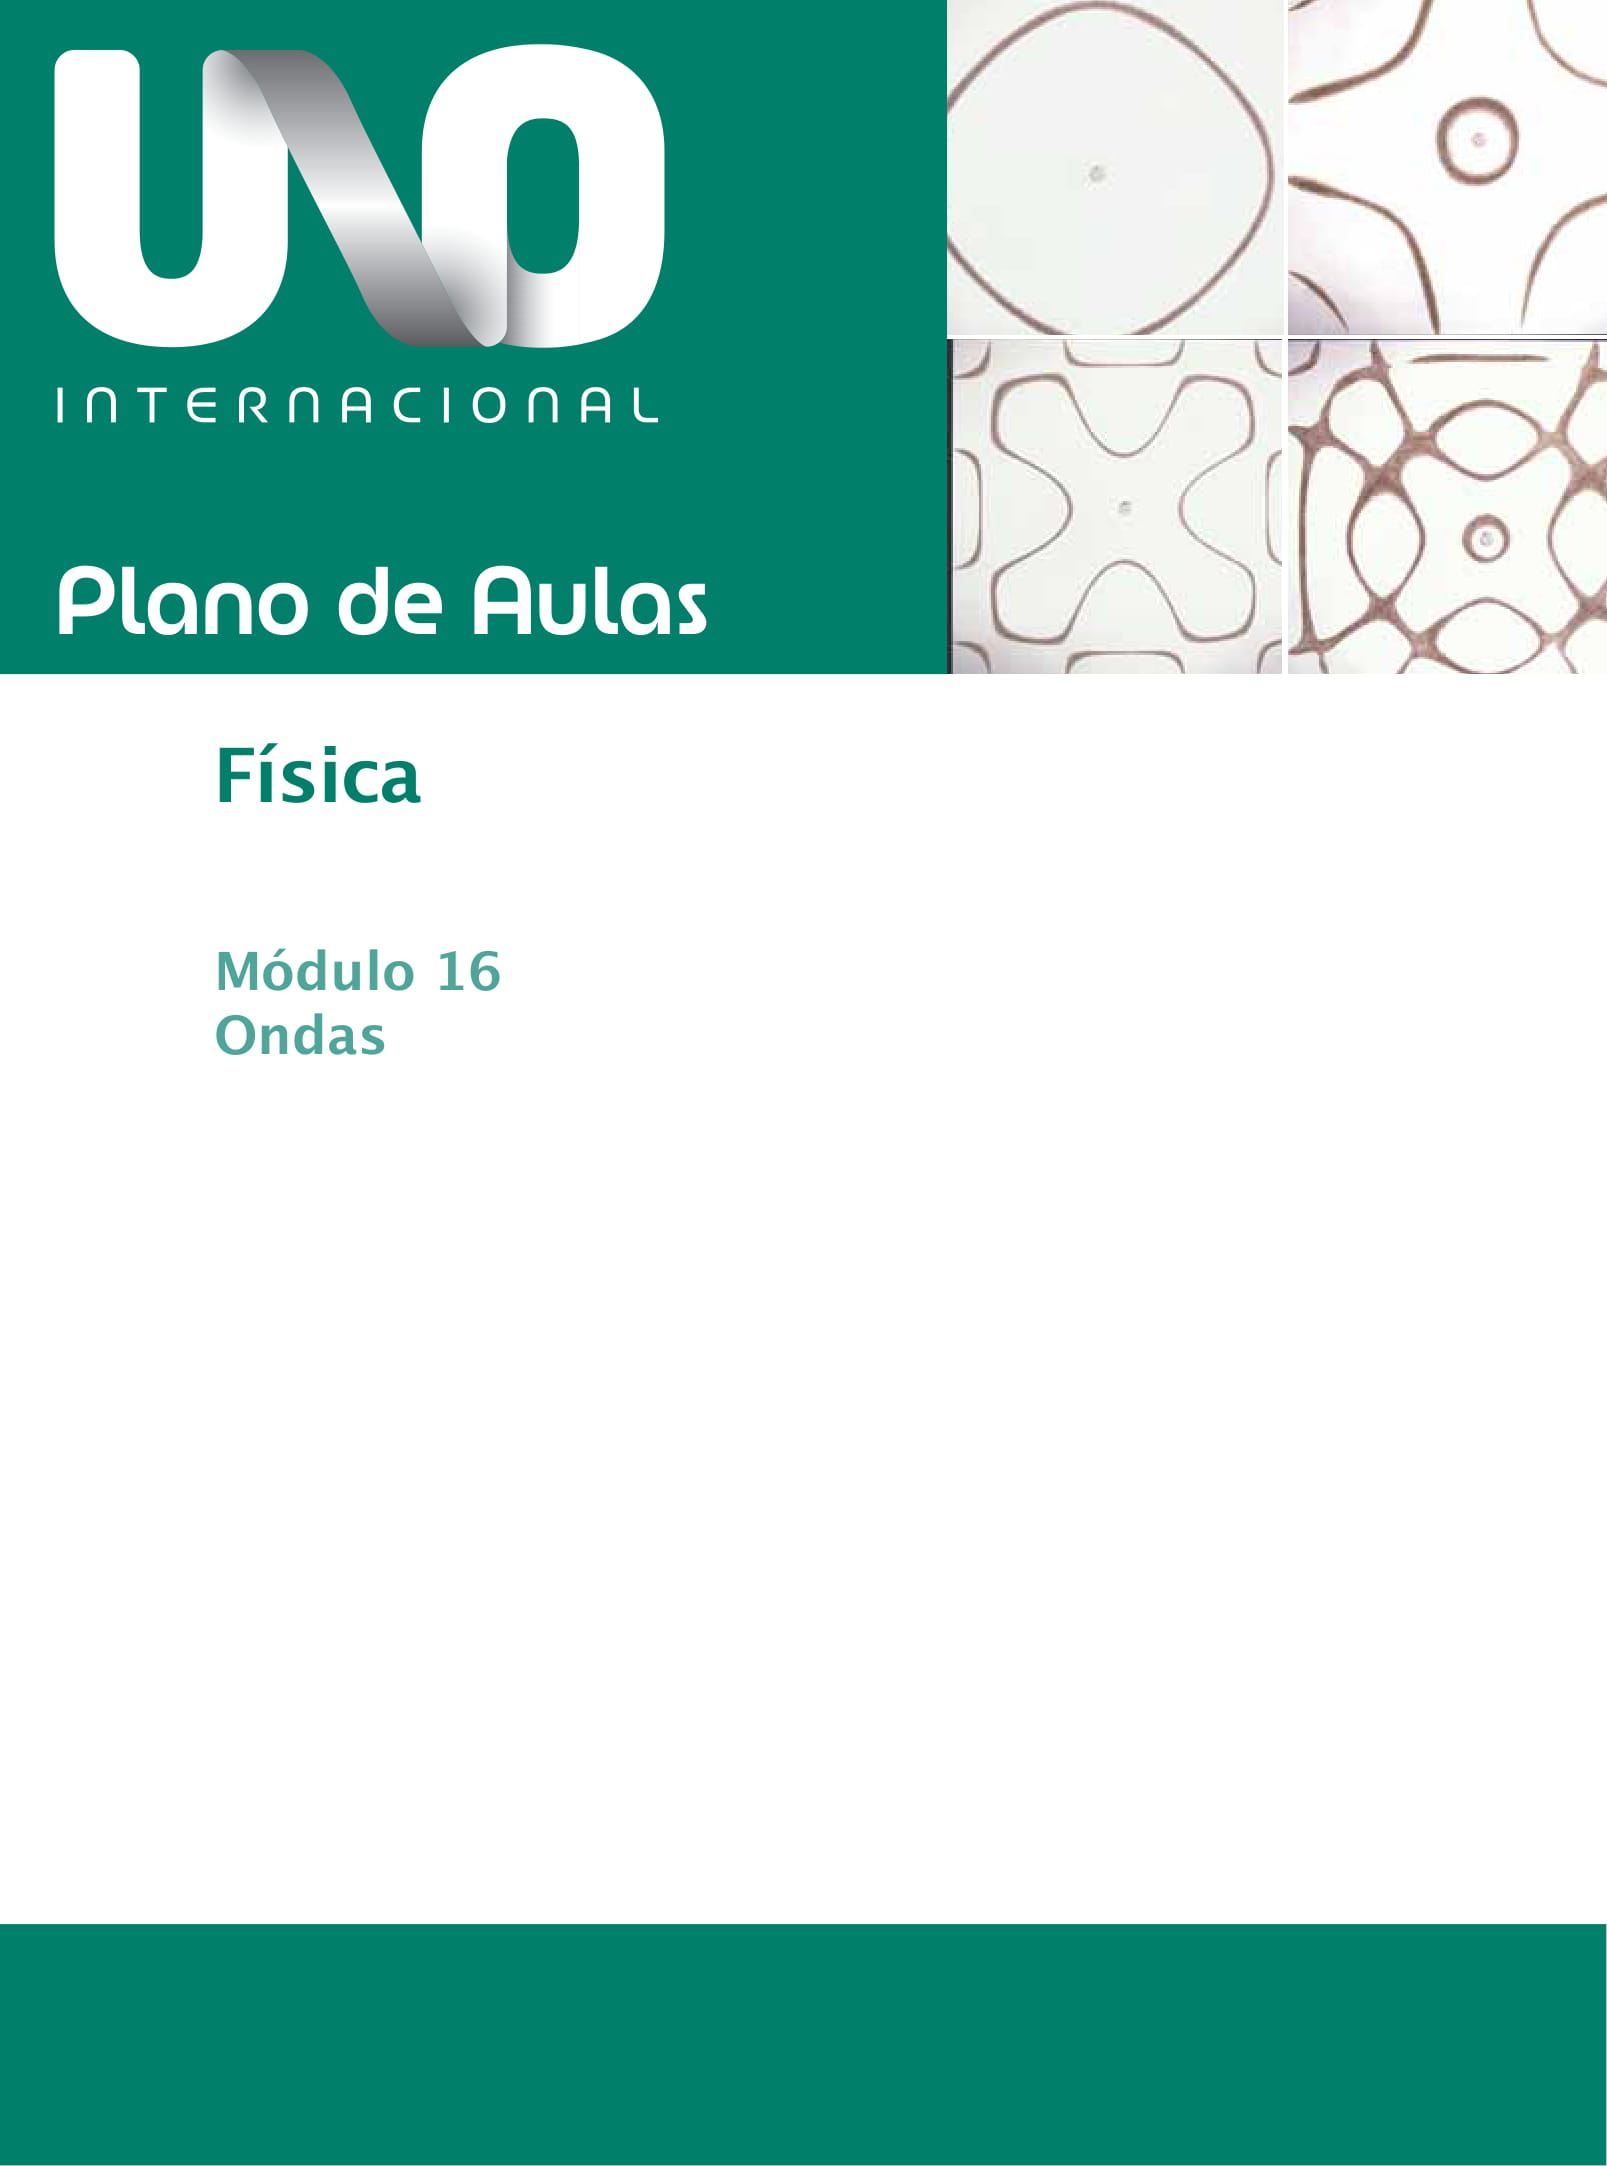 UNO
INTERNACIONAL
Plano de Aulas
Física
Módulo 16
Ondas